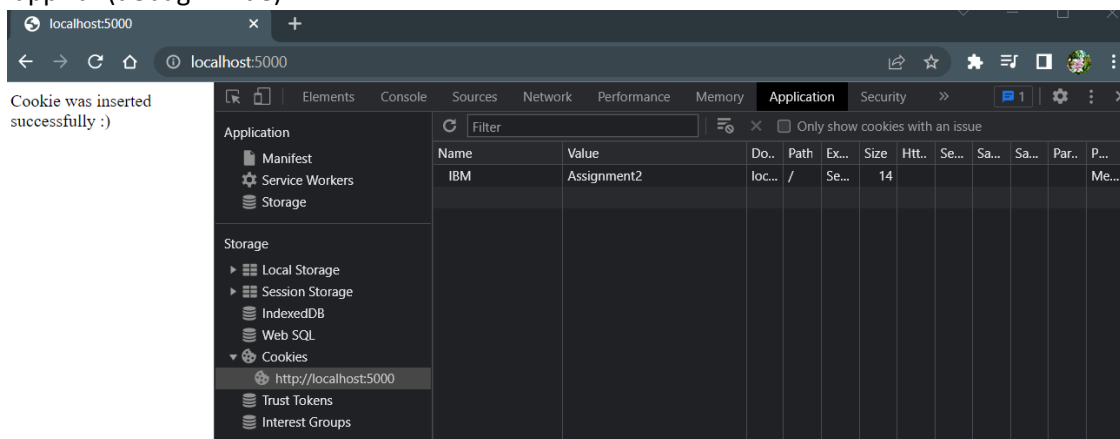 localhost:5000
localhost:5000
Cookie was inserted
successfully :)
Elements Console Sources Network Performance Memory Application Security » 1
Application
Manifest
Service Workers
Storage
Storage
Local Storage
Session Storage
IndexedDB
Web SQL
Cookies
http://localhost:5000
Trust Tokens
Interest Groups
Filter
Only show cookies with an issue
Name Value Do... Path Ex... Size Htt... Se... Sa... Sa... Par... P...
IBM Assignment2 loc... / Se... 14 Me...